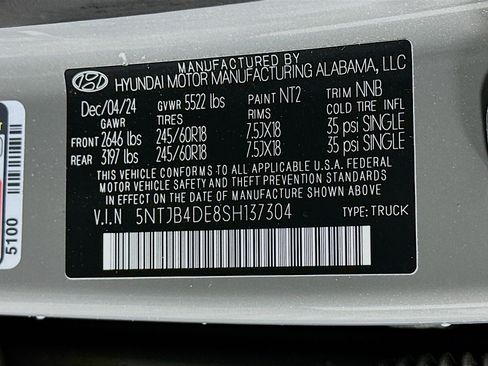 HYUNDAI MOTOR MANUFACTURING ALABAMA, LLC
Dec/04/24 GVWR 5522 lbs PAINT NT2 TRIM NNB
GAWR TIRES RIMS COLD TIRE INFL
FRONT 2646 lbs 245/60R18 7.5JX18 35 psi SINGLE
REAR 3197 lbs 245/60R18 7.5JX18 35 psi SINGLE
THIS VEHICLE CONFORMS TO ALL APPLICABLE U.S.A. FEDERAL
MOTOR VEHICLE SAFETY AND THEFT PREVENTION STANDARDS
IN EFFECT ON THE DATE OF MANUFACTURE SHOWN ABOVE.
V.I.N 5NTJB4DE8SH137304 TYPE: TRUCK
5100